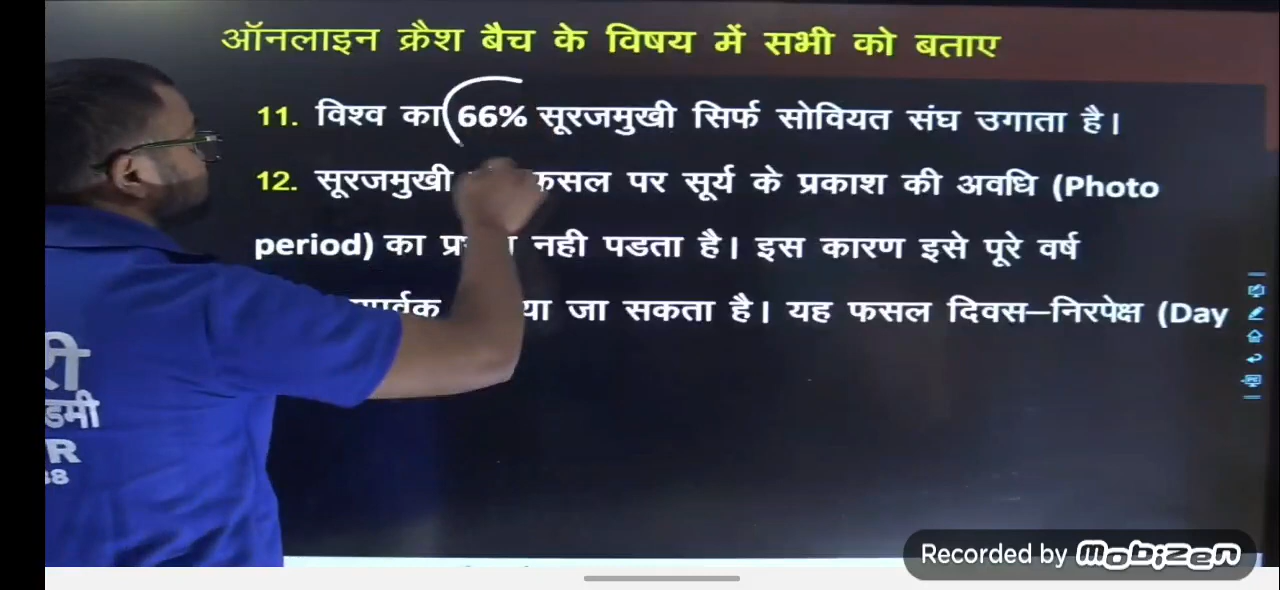 ऑनलाइन क्रैश बैच के विषय में सभी को बताए
11. विश्व का 66% सूरजमुखी सिर्फ सोवियत संघ उगाता है।
12. सूरजमुखी फसल पर सूर्य के प्रकाश की अवधि (Photo
period) का नही पडता है। इस कारण इसे पूरे वर्ष
जा सकता है। यह फसल दिवस–निरपेक्ष (Day
री
डमी
R
Recorded by Mobizen